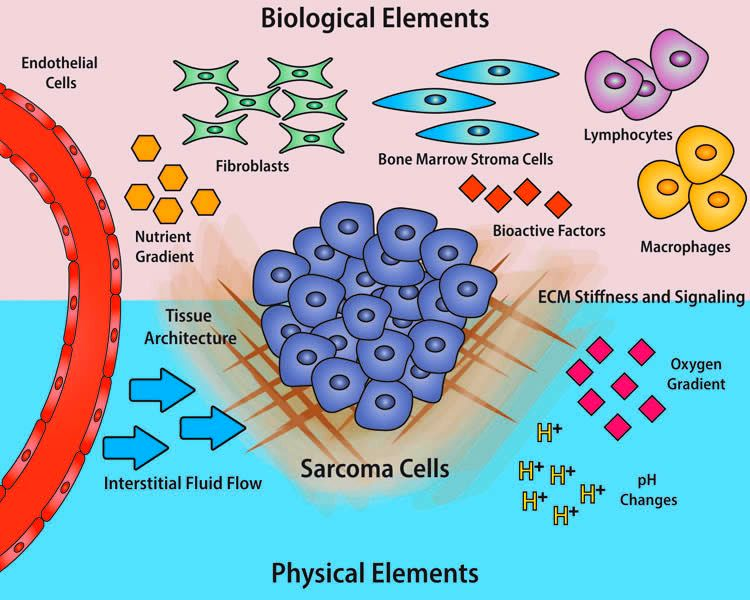 Biological Elements
Endothelial
Cells
Fibroblasts
Bone Marrow Stroma Cells
Lymphocytes
Nutrient
Gradient
Bioactive Factors
Macrophages
ECM Stiffness and Signaling
Tissue
Architecture
Oxygen
Gradient
H+
H+
H+
H+
H+
H+
pH
Changes
Interstitial Fluid Flow
Sarcoma Cells
Physical Elements